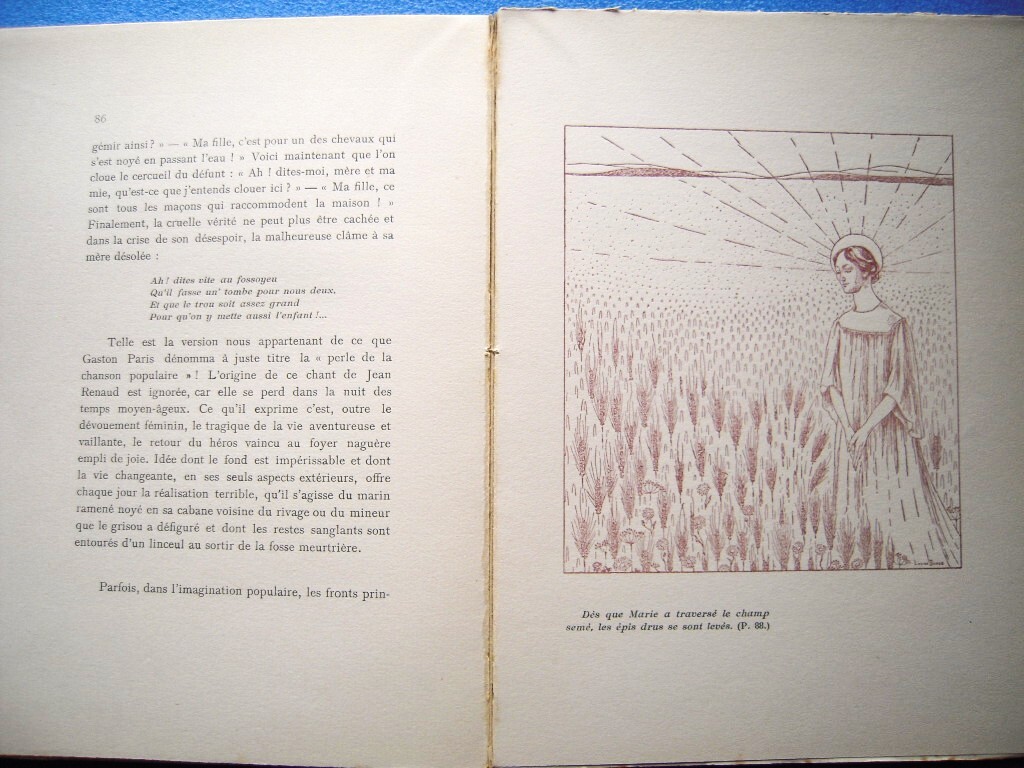 86
gémir ainsi ? » — « Ma fille, c'est pour un des chevaux qui
s'est noyé en passant l'eau ! » Voici maintenant que l'on
cloue le cercueil du défunt : « Ah ! dites-moi, mère et ma
mie, qu'est-ce que j'entends clouer ici ? » — « Ma fille, ce
sont tous les maçons qui raccommodent la maison ! »
Finalement, la cruelle vérité ne peut plus être cachée et
dans la crise de son désespoir, la malheureuse clâme à sa
mère désolée :
Ah ! dites vite au fossoyeu
Qu'il fasse un' tombe pour nous deux.
Et que le trou soit assez grand
Pour qu'on y mette aussi l'enfant !...
Telle est la version nous appartenant de ce que
Gaston Paris dénomma â juste titre la « perle de la
chanson populaire » ! L'origine de ce chant de Jean
Renaud est ignorée, car elle se perd dans la nuit des
temps moyen-âgeux. Ce qu'il exprime c'est, outre le
dévouement féminin, le tragique de la vie aventureuse et
vaillante, le retour du héros vaincu au foyer naguère
empli de joie. Idée dont le fond est impérissable et dont
la vie changeante, en ses seuls aspects extérieurs, offre
chaque jour la réalisation terrible, qu'il s'agisse du marin
ramené noyé en sa cabane voisine du rivage ou du mineur
que le grisou a défiguré et dont les restes sanglants sont
entourés d'un linceul au sortir de la fosse meurtrière.
Parfois, dans l'imagination populaire, les fronts prin-
Dés que Marie a traversé le champ
semé, les épis drus se sont levés. (P. 88.)